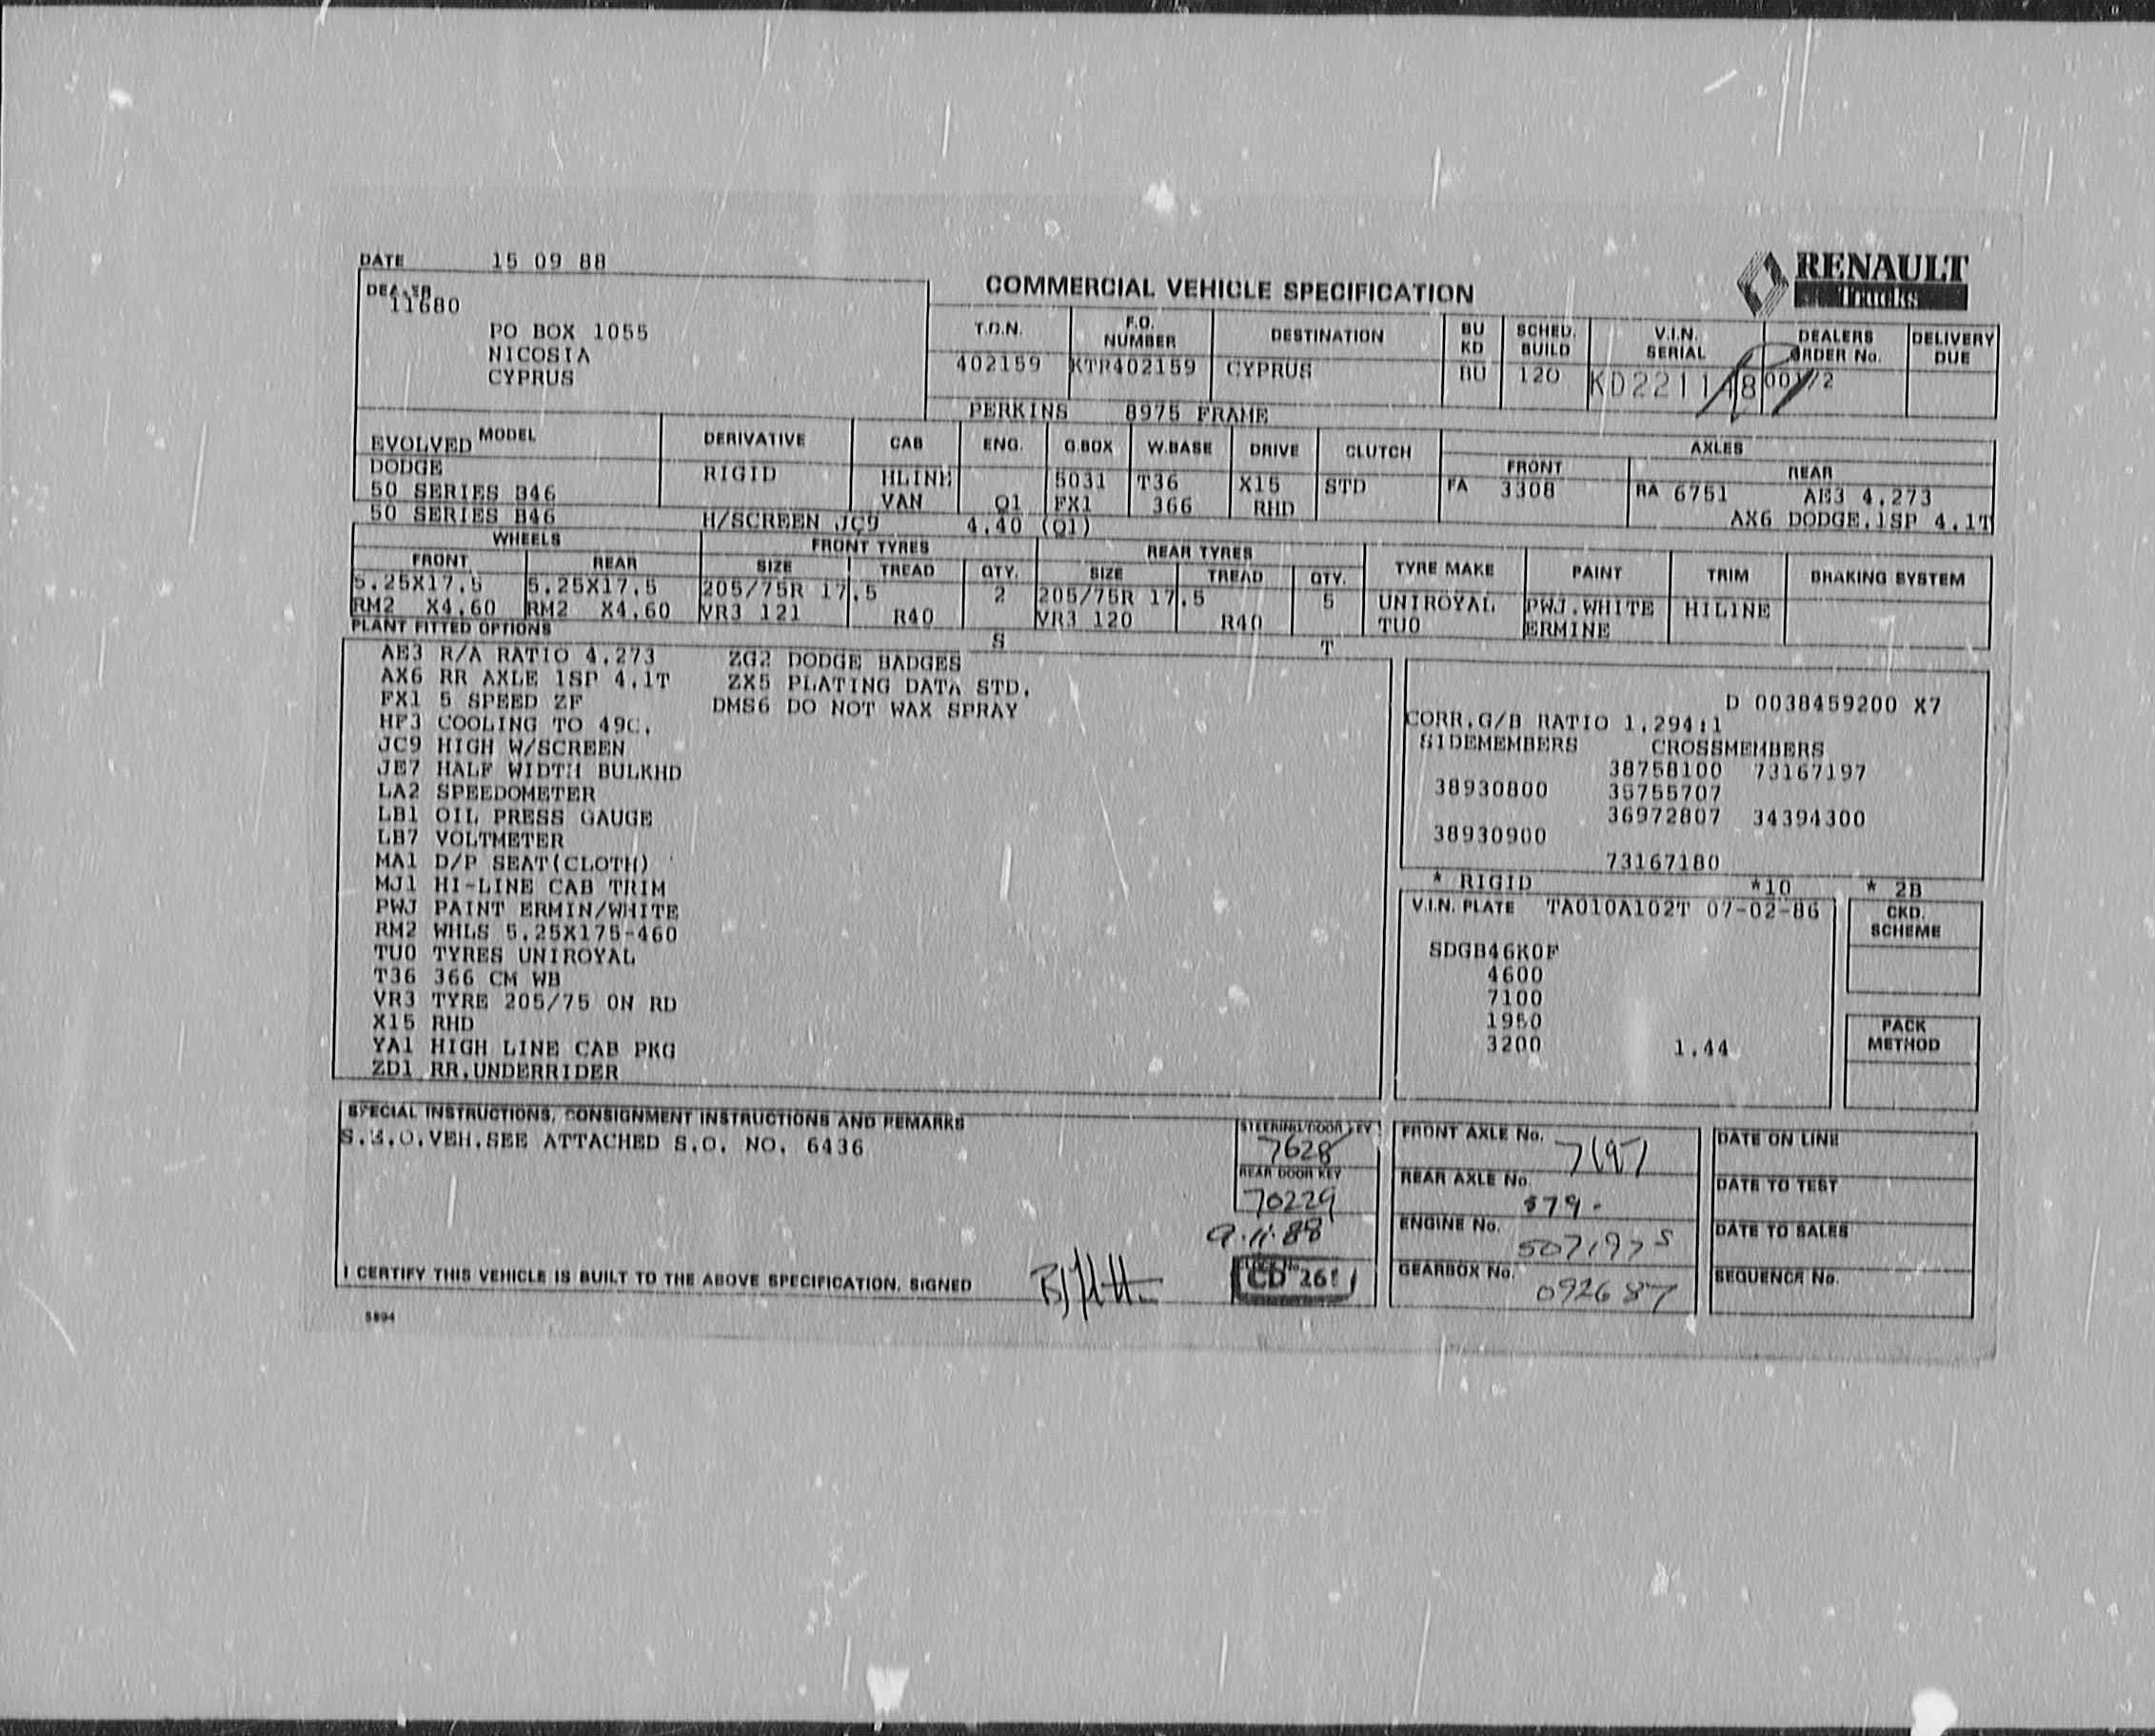 DATE 15 09 88
RENAULT
Trucks
COMMERCIAL VEHICLE SPECIFICATION
DEALER
11680
PO BOX 1055
NICOSIA
CYPRUS
T.D.N. F.O. NUMBER DESTINATION BU KD SCHED. BUILD V.I.N. SERIAL DEALERS ORDER No. DELIVERY DUE
402159 KTR402159 CYPRUS BU 120
PERKINS 8975 FRAME
MODEL DERIVATIVE CAB ENG. G.BOX W.BASE DRIVE CLUTCH AXLES
FRONT REAR
EVOLVED
DODGE RIGID HLINE 5031 T36 X15 STD FA 3308 RA 6751 AE3 4.273
50 SERIES B46 VAN Q1 FX1 366 RHD AX6 DODGE.1SP 4.1T
50 SERIES B46 H/SCREEN JC9 4.40 (Q1)
WHEELS FRONT TYRES REAR TYRES
FRONT REAR SIZE TREAD QTY. SIZE TREAD QTY. TYRE MAKE PAINT TRIM BRAKING SYSTEM
5.25X17.5 5.25X17.5 205/75R 17.5 2 205/75R 17.5 5 UNIROYAL PWJ.WHITE HILINE
RM2 X4.60 RM2 X4.60 VR3 121 R40 VR3 120 R40 TU0 ERMINE
PLANT FITTED OPTIONS S T
AE3 R/A RATIO 4.273 ZG2 DODGE BADGES
AX6 RR AXLE 1SP 4.1T ZX5 PLATING DATA STD.
FX1 5 SPEED ZF DMS6 DO NOT WAX SPRAY
HF3 COOLING TO 49C.
JC9 HIGH W/SCREEN
JE7 HALF WIDTH BULKHD
LA2 SPEEDOMETER
LB1 OIL PRESS GAUGE
LB7 VOLTMETER
MA1 D/P SEAT(CLOTH)
MJ1 HI-LINE CAB TRIM
PWJ PAINT ERMIN/WHITE
RM2 WHLS 5.25X175-460
TU0 TYRES UNIROYAL
T36 366 CM WB
VR3 TYRE 205/75 ON RD
X15 RHD
YA1 HIGH LINE CAB PKG
ZD1 RR.UNDERRIDER
D 0038459200 X7
CORR.G/B RATIO 1.294:1
SIDEMEMBERS CROSSMEMBERS
38758100 73167197
38930800 35755707
36972807 34394300
38930900
73167180
* RIGID *10 * 2B
V.I.N. PLATE TA010A102T 07-02-86
CKD. SCHEME
SDGB46K0F
4600
7100
1950
3200 1.44
PACK METHOD
SPECIAL INSTRUCTIONS, CONSIGNMENT INSTRUCTIONS AND REMARKS
S.E.O.VEH.SEE ATTACHED S.O. NO. 6436
STEERING/DOOR KEY
7628
REAR DOOR KEY
70229
9.11.88
CD
FRONT AXLE No. 7197
REAR AXLE No.
ENGINE No. 5071975
GEARBOX No. 092687
DATE ON LINE
DATE TO TEST
DATE TO SALES
SEQUENCE No.
I CERTIFY THIS VEHICLE IS BUILT TO THE ABOVE SPECIFICATION. SIGNED
5894